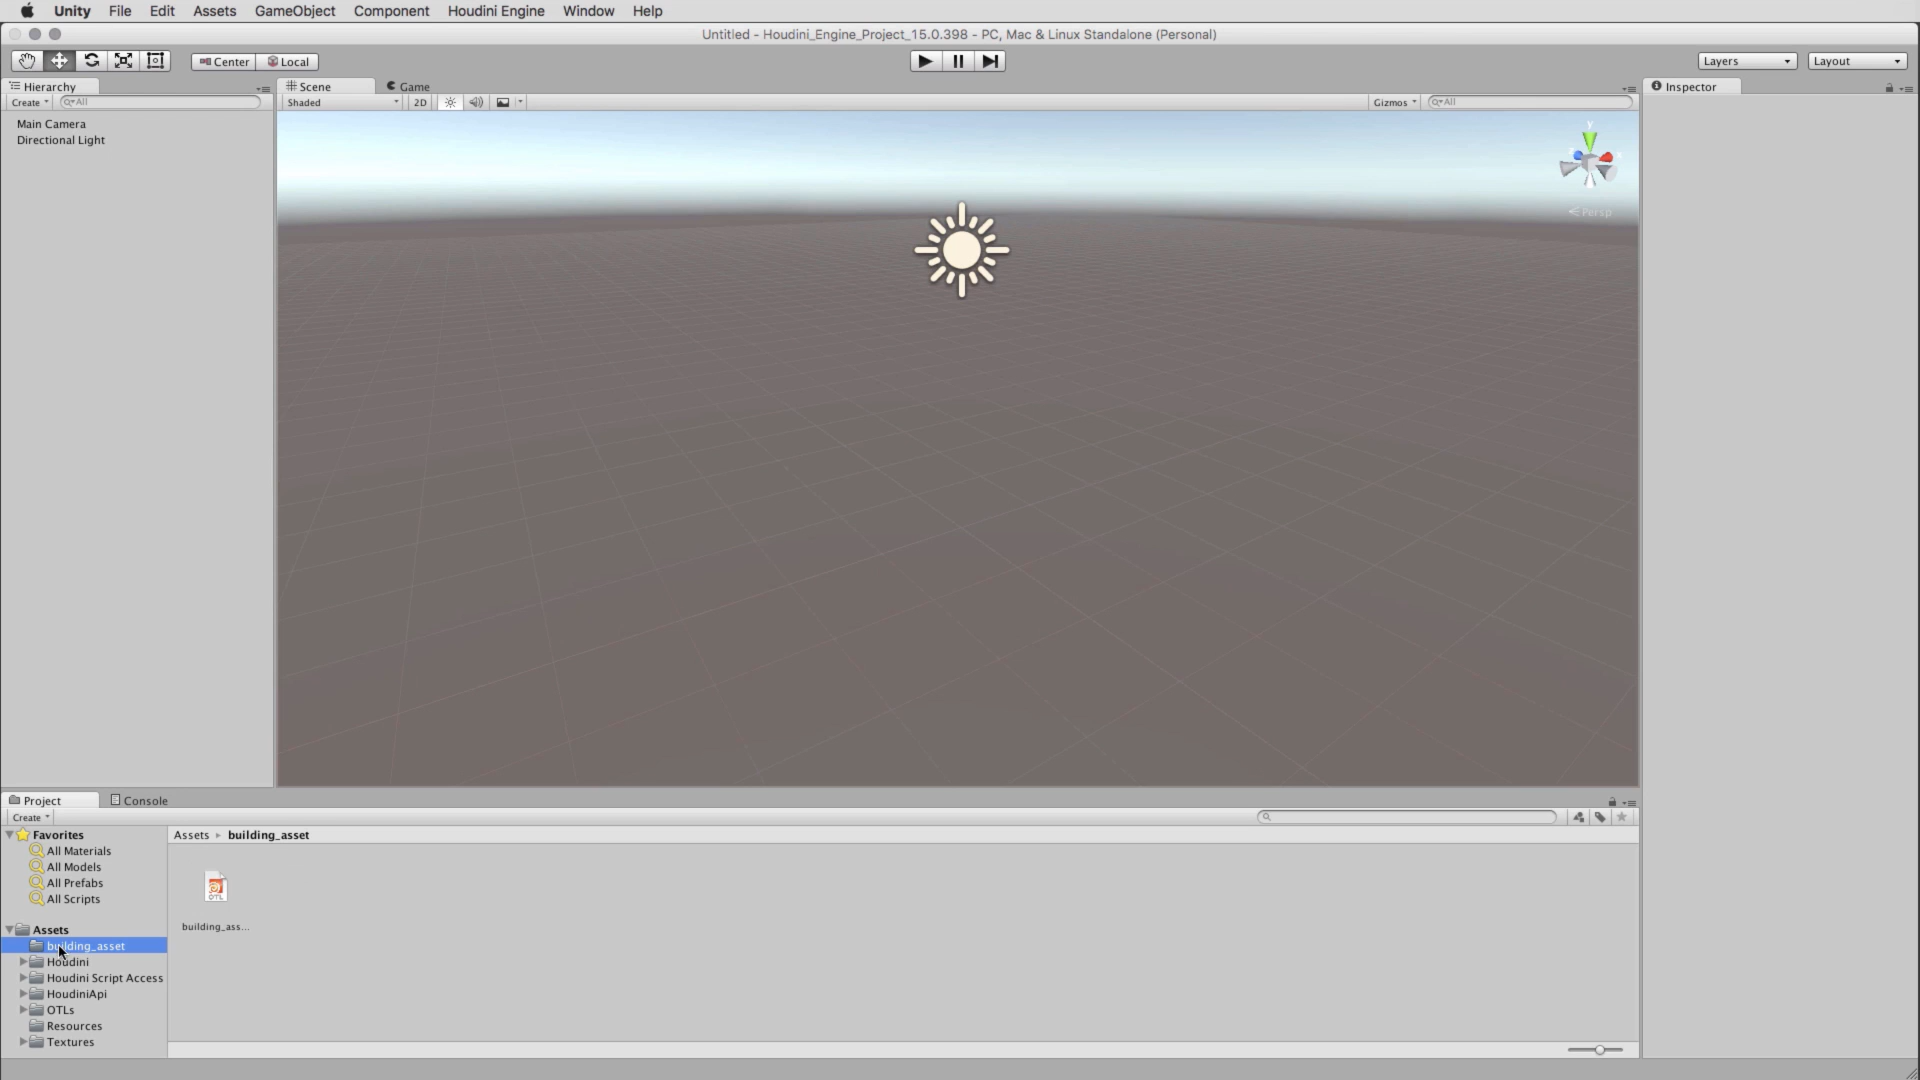 Unity File Edit Assets GameObject Component Houdini Engine Window Help
Untitled - Houdini_Engine_Project_15.0.398 - PC, Mac & Linux Standalone (Personal)
Center Local Layers Layout
Hierarchy Scene Game Inspector
Create All Shaded 2D Gizmos All
Main Camera
Directional Light
y
Persp
Project Console
Create
Favorites
All Materials
All Models
All Prefabs
All Scripts
Assets
building_asset
Houdini
Houdini Script Access
HoudiniApi
OTLs
Resources
Textures
Assets building_asset
OTL
building_ass...